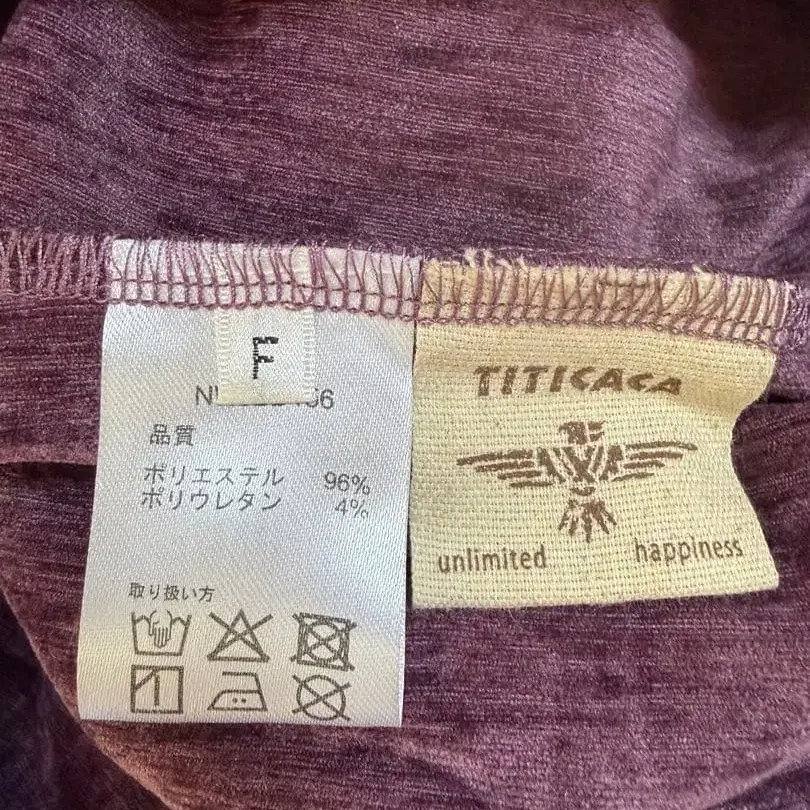 F
品質
ポリエステル 96%
ポリウレタン 4%
取り扱い方
TITICACA
unlimited happiness